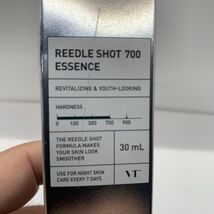 REEDLE SHOT 700
ESSENCE
REVITALIZING & YOUTH-LOOKING
HARDNESS
0 100 300 700 900
THE REEDLE SHOT
FORMULA MAKES
YOUR SKIN LOOK
SMOOTHER
30 mL
USE FOR NIGHT SKIN
CARE EVERY 7 DAYS
VT